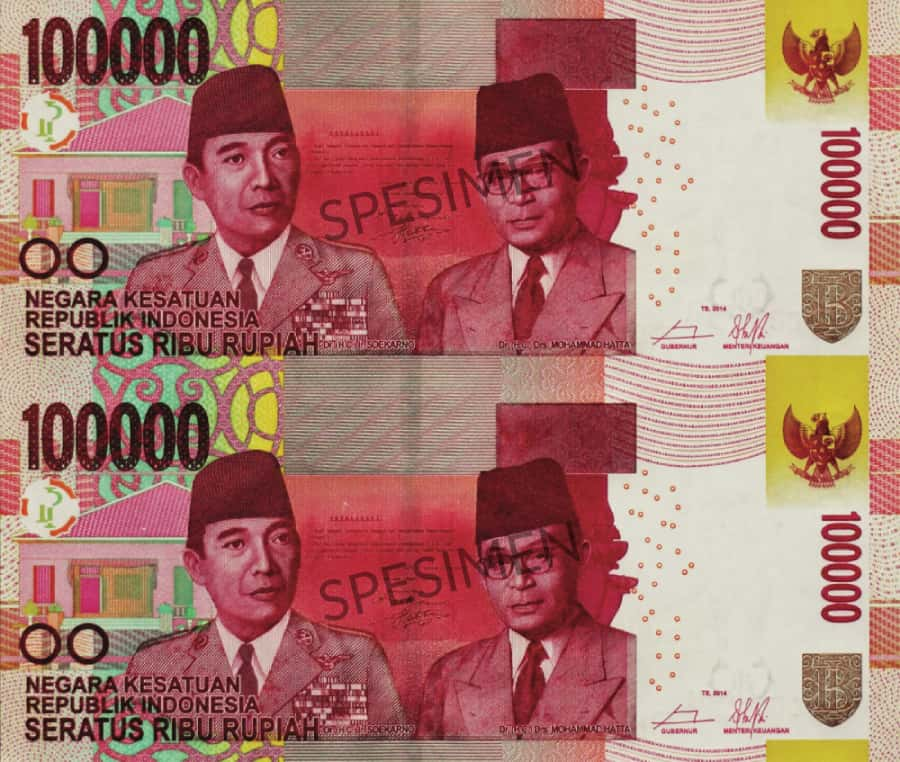 100000
SPESIMEN
100000
NEGARA KESATUAN
REPUBLIK INDONESIA
SERATUS RIBU RUPIAH
Dr. H.C. Ir. SOEKARNO
Dr. (H.C.) Drs. MOHAMMAD HATTA
TE. 2014
GUBERNUR
MENTERI KEUANGAN
100000
SPESIMEN
100000
NEGARA KESATUAN
REPUBLIK INDONESIA
SERATUS RIBU RUPIAH
Dr. H.C. Ir. SOEKARNO
Dr. (H.C.) Drs. MOHAMMAD HATTA
TE. 2014
GUBERNUR
MENTERI KEUANGAN